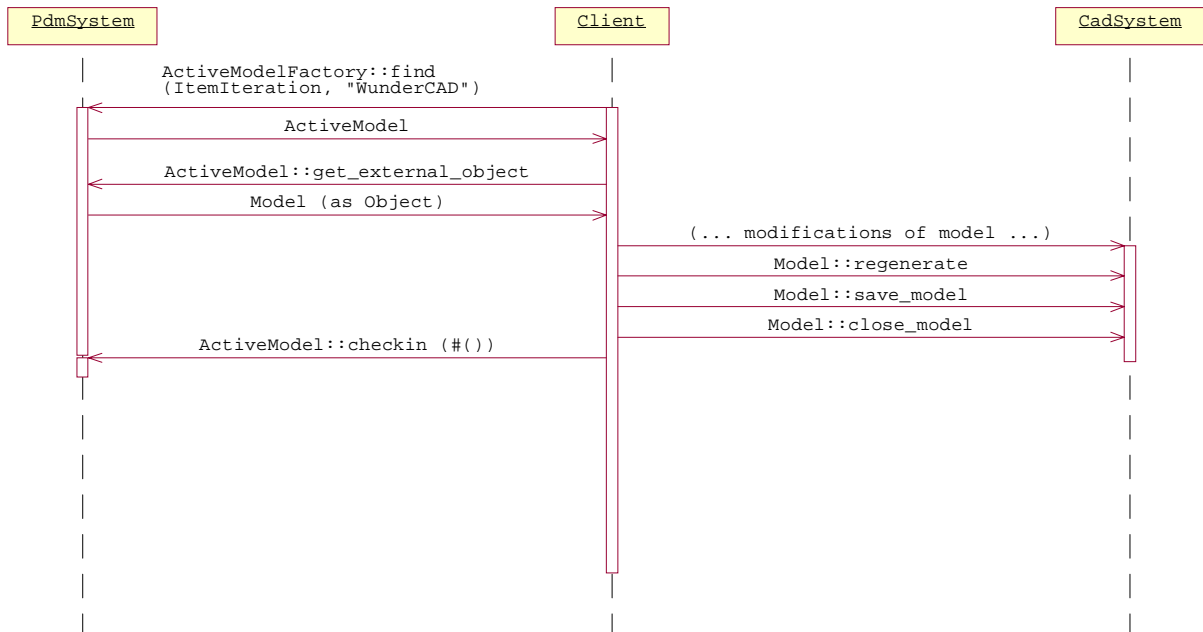 PdmSystem
Client
CadSystem
ActiveModelFactory::find
(ItemIteration, "WunderCAD")
ActiveModel
ActiveModel::get_external_object
Model (as Object)
(... modifications of model ...)
Model::regenerate
Model::save_model
Model::close_model
ActiveModel::checkin (#())